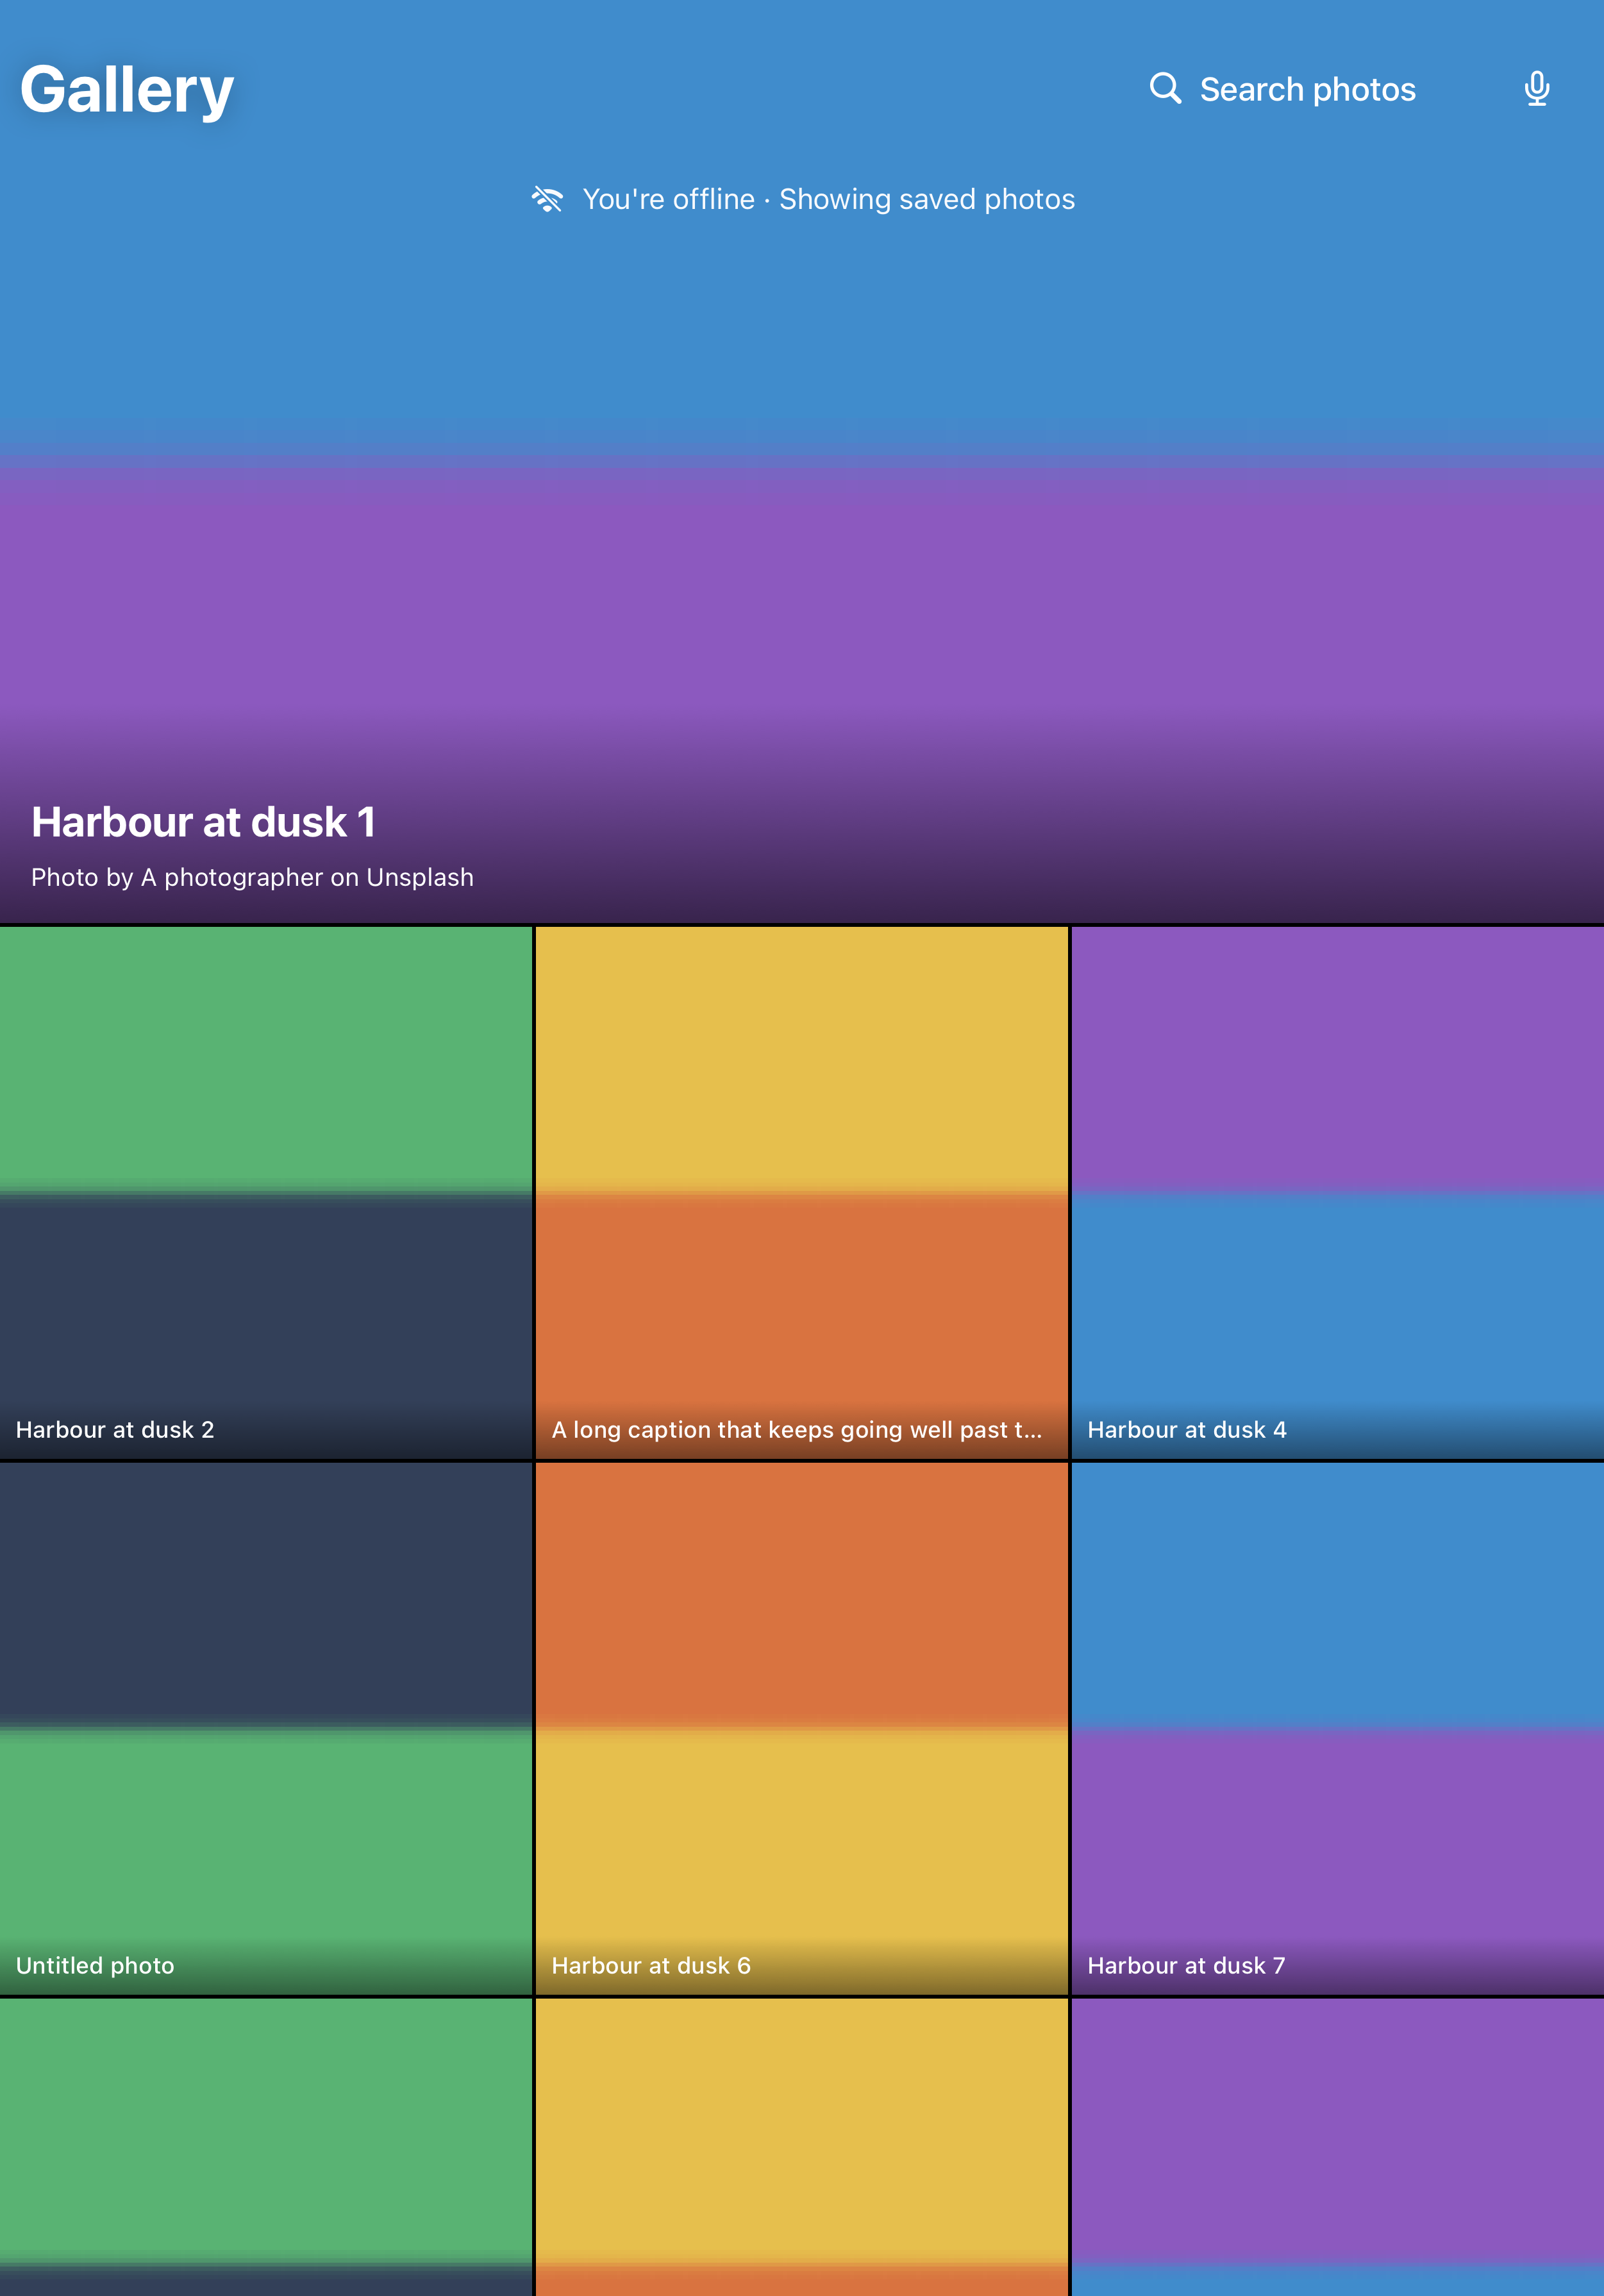 Gallery
Search photos
You're offline · Showing saved photos
Harbour at dusk 1
Photo by A photographer on Unsplash
Harbour at dusk 2
A long caption that keeps going well past t...
Harbour at dusk 4
Untitled photo
Harbour at dusk 6
Harbour at dusk 7